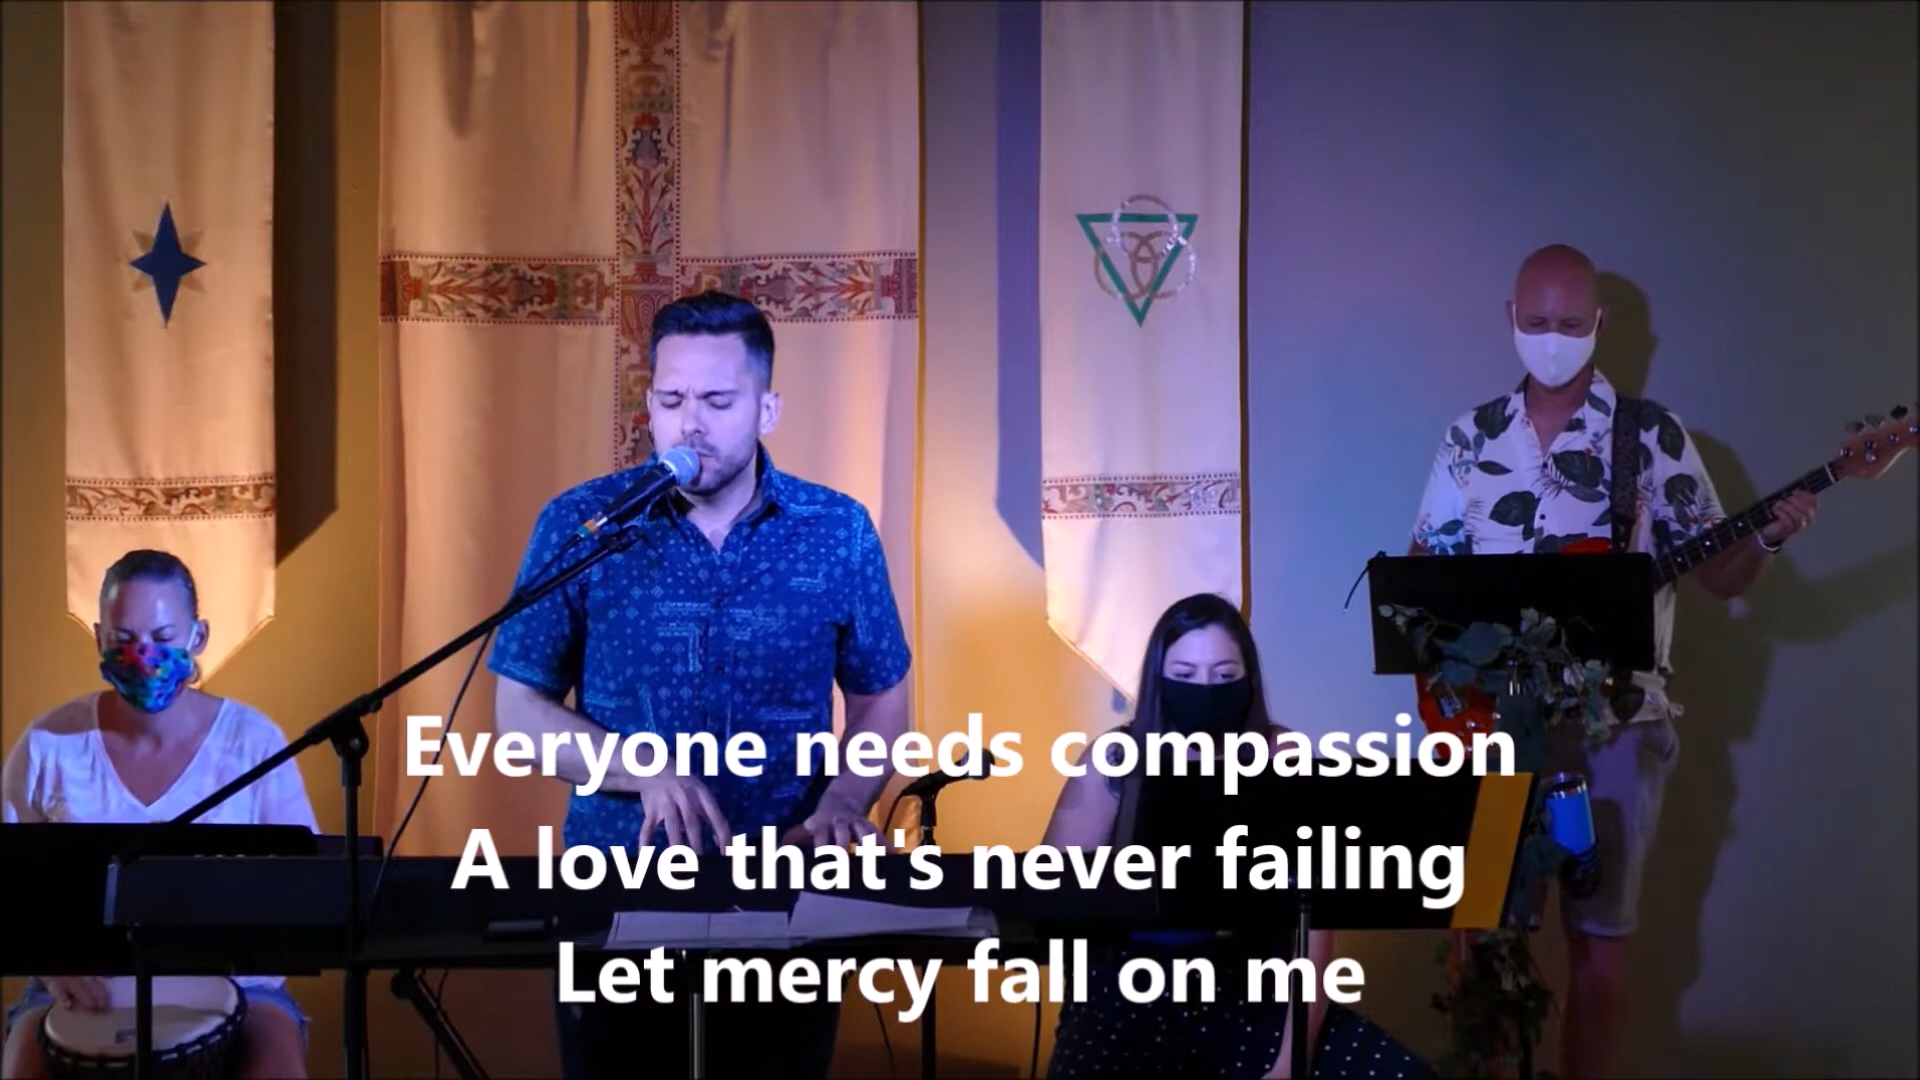 Everyone needs compassion
A love that's never failing
Let mercy fall on me